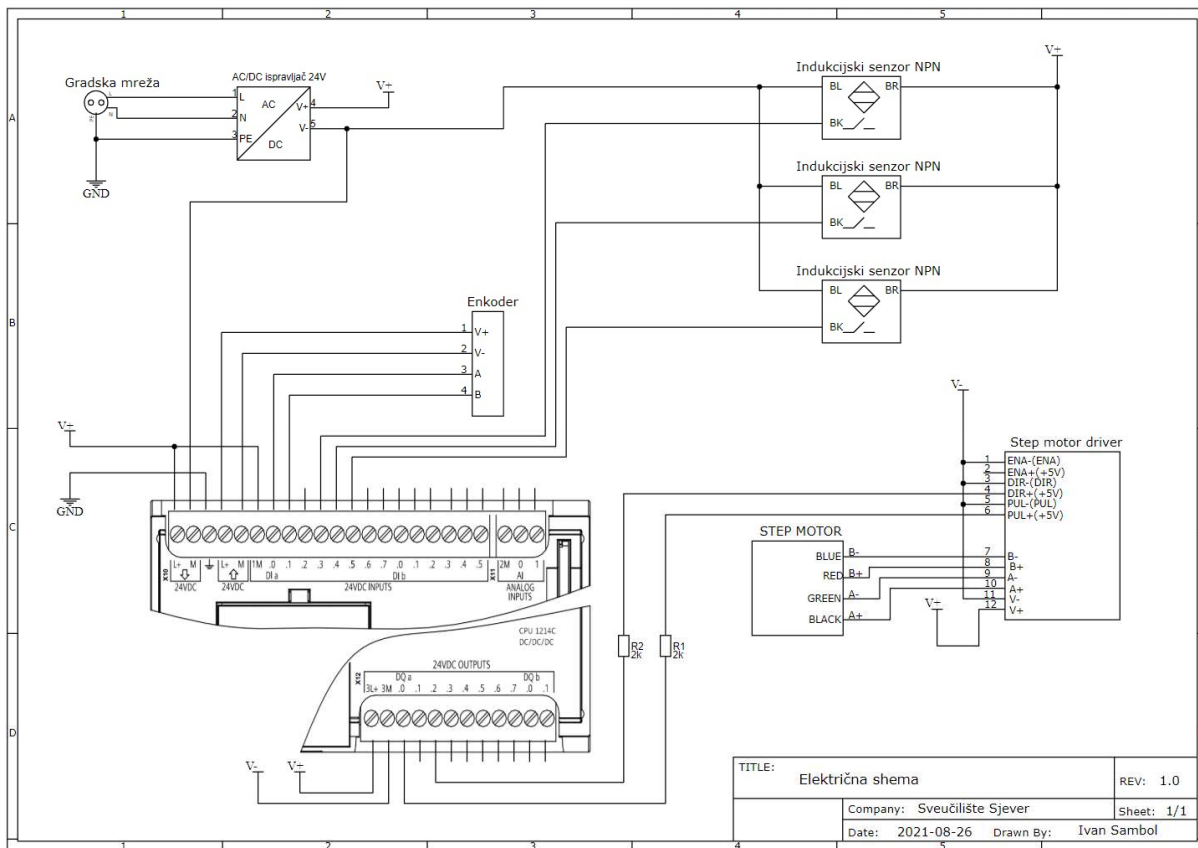 1 2 3 4 5
A
B
C
D
Gradska mreža
L
N
PE
GND
AC/DC ispravljač 24V
1 L
2 N
3 PE
AC
DC
V+ 4
V- 5
V+
Indukcijski senzor NPN
BL BR
BK
Indukcijski senzor NPN
BL BR
BK
Indukcijski senzor NPN
BL BR
BK
V+
Enkoder
1 V+
2 V-
3 A
4 B
V+
GND
V-
Step motor driver
1 ENA-(ENA)
2 ENA+(+5V)
3 DIR-(DIR)
4 DIR+(+5V)
5 PUL-(PUL)
6 PUL+(+5V)
7 B-
8 B+
9 A-
10 A+
11 V-
12 V+
V+
STEP MOTOR
BLUE B-
RED B+
GREEN A-
BLACK A+
X10
L+ M L+ M 1M .0 .1 .2 .3 .4 .5 .6 .7 .0 .1 .2 .3 .4 .5
24VDC 24VDC
DI a DI b
24VDC INPUTS
X11
2M 0 1
AI
ANALOG
INPUTS
CPU 1214C
DC/DC/DC
24VDC OUTPUTS
X12
DQ a DQ b
3L+ 3M .0 .1 .2 .3 .4 .5 .6 .7 .0 .1
R2
2k
R1
2k
V- V+
TITLE:
Električna shema
REV: 1.0
Company: Sveučilište Sjever
Sheet: 1/1
Date: 2021-08-26 Drawn By: Ivan Sambol
1 2 3 4 5
A
B
C
D